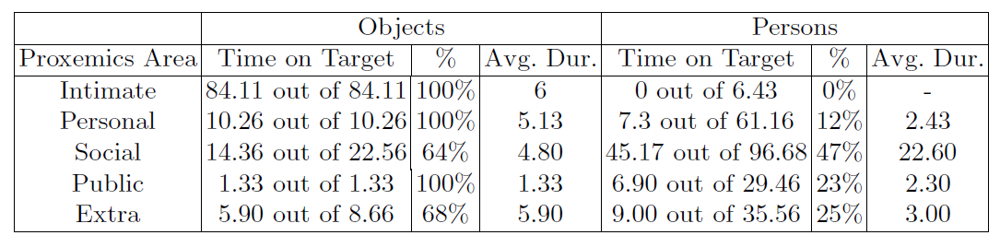 Objects Persons
Proxemics Area Time on Target % Avg. Dur. Time on Target % Avg. Dur.
Intimate 84.11 out of 84.11 100% 6 0 out of 6.43 0% -
Personal 10.26 out of 10.26 100% 5.13 7.3 out of 61.16 12% 2.43
Social 14.36 out of 22.56 64% 4.80 45.17 out of 96.68 47% 22.60
Public 1.33 out of 1.33 100% 1.33 6.90 out of 29.46 23% 2.30
Extra 5.90 out of 8.66 68% 5.90 9.00 out of 35.56 25% 3.00